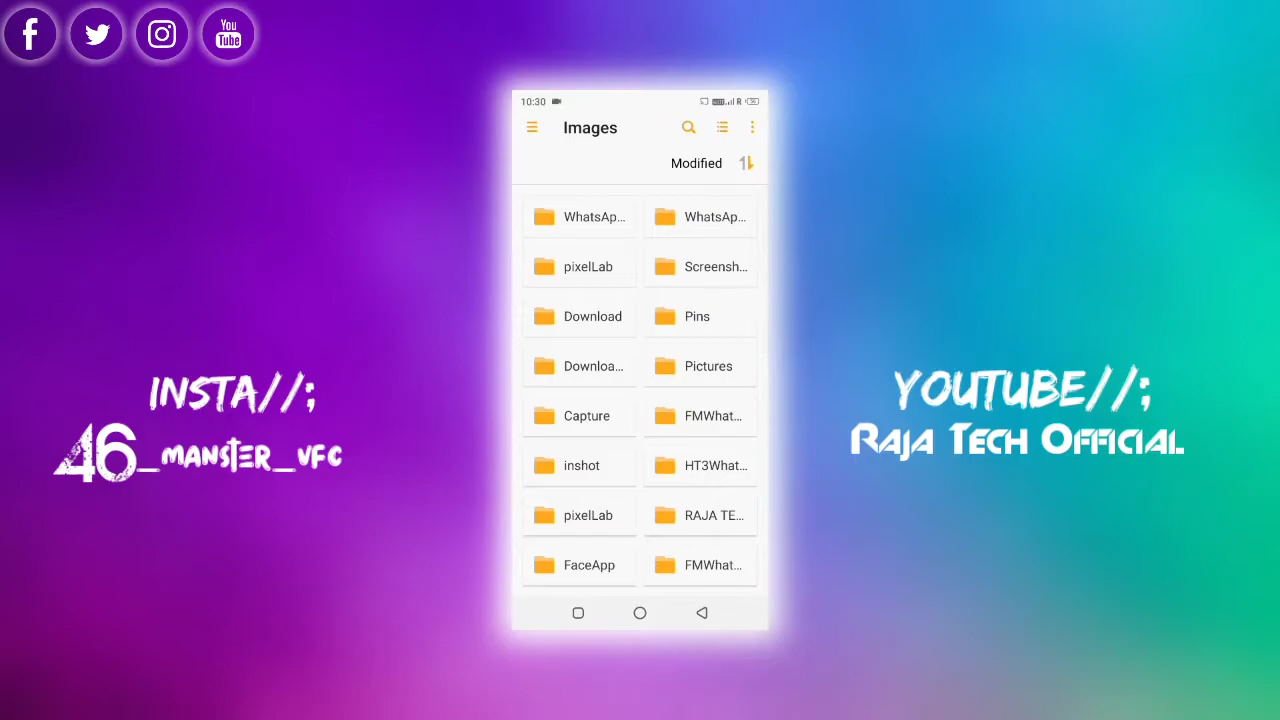 You
Tube
10:30
Images
Modified
WhatsAp...
WhatsAp...
pixelLab
Screensh...
Download
Pins
Downloa...
Pictures
Capture
FMWhat...
inshot
HT3What...
pixelLab
RAJA TE...
FaceApp
FMWhat...
INSTA//;
46_MANSTER_VFC
YOUTUBE//;
Raja Tech Official